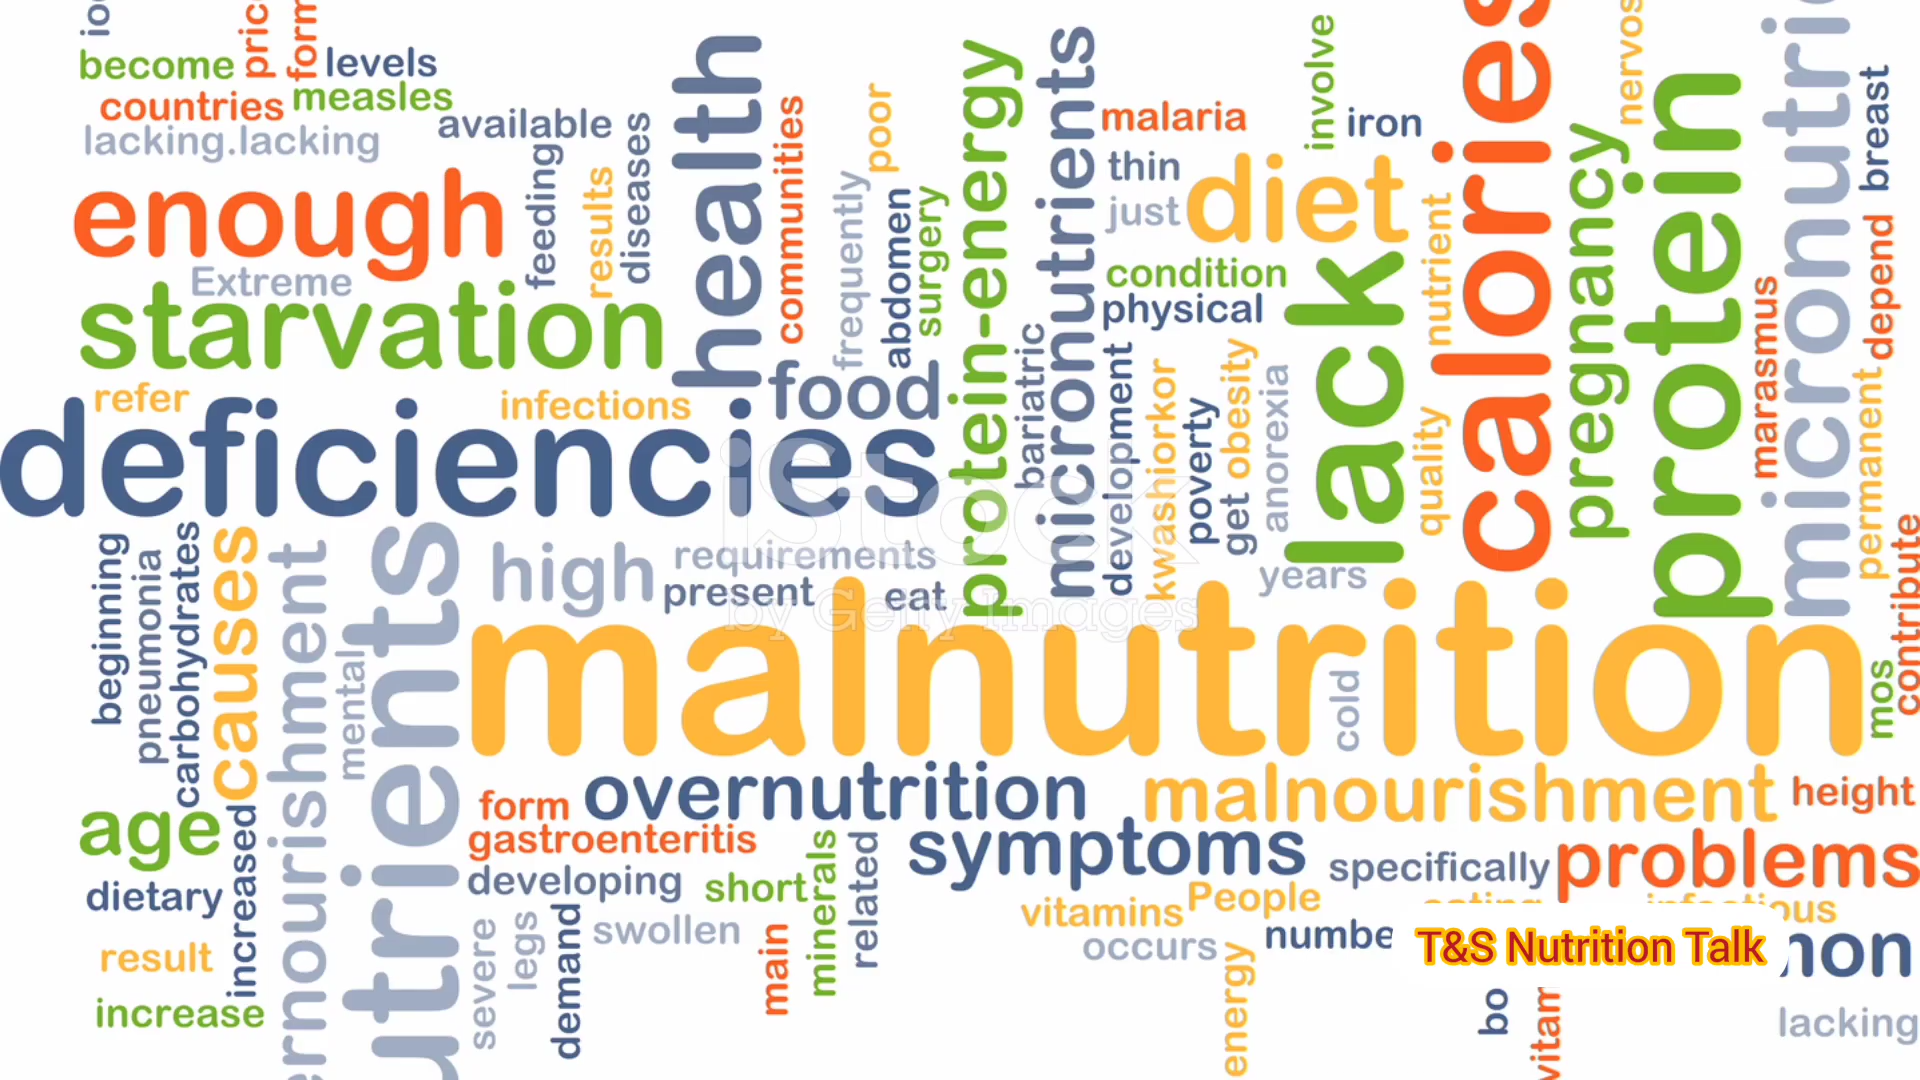 become
levels
countries
measles
lacking.lacking
available
enough
Extreme
starvation
refer
infections
deficiencies
feeding
results
diseases
health
communities
frequently
poor
abdomen
surgery
food
protein-energy
bariatric
micronutrients
malaria
thin
just
diet
condition
physical
involve
iron
development
kwashiorkor
poverty
get
obesity
anorexia
lack
years
nutrient
quality
calories
pregnancy
protein
marasmus
depend
breast
permanent
contribute
iStock
by Getty Images
beginning
pneumonia
carbohydrates
causes
mental
high
requirements
present
eat
malnutrition
cold
age
dietary
result
increase
increased
form
overnutrition
malnourishment
height
gastroenteritis
symptoms
problems
developing
short
minerals
related
specifically
vitamins
People
occurs
swollen
severe
legs
demand
main
energy
T&S Nutrition Talk
lacking